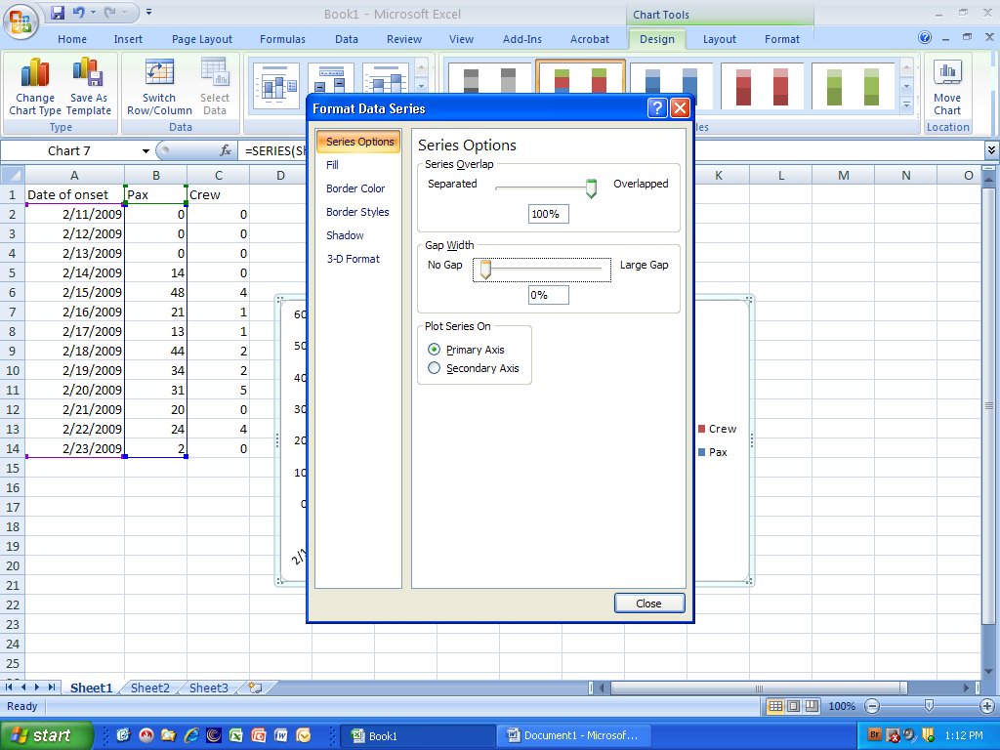 Book1 - Microsoft Excel
Chart Tools
Home Insert Page Layout Formulas Data Review View Add-Ins Acrobat Design Layout Format
Change Chart Type
Save As Template
Type
Switch Row/Column
Select Data
Data
Move Chart
Location
Chart 7
fx
=SERIES(S
A B C D K L M N O
1 Date of onset Pax Crew
2 2/11/2009 0 0
3 2/12/2009 0 0
4 2/13/2009 0 0
5 2/14/2009 14 0
6 2/15/2009 48 4
7 2/16/2009 21 1
8 2/17/2009 13 1
9 2/18/2009 44 2
10 2/19/2009 34 2
11 2/20/2009 31 5
12 2/21/2009 20 0
13 2/22/2009 24 4
14 2/23/2009 2 0
15
16
17
18
19
20
21
22
23
24
25
60
50
40
30
20
10
0
2/1
Crew
Pax
Format Data Series
Series Options
Fill
Border Color
Border Styles
Shadow
3-D Format
Series Options
Series Overlap
Separated Overlapped
100%
Gap Width
No Gap Large Gap
0%
Plot Series On
Primary Axis
Secondary Axis
Close
Sheet1 Sheet2 Sheet3
Ready
100%
start
Book1
Document1 - Microsof...
Br
1:12 PM